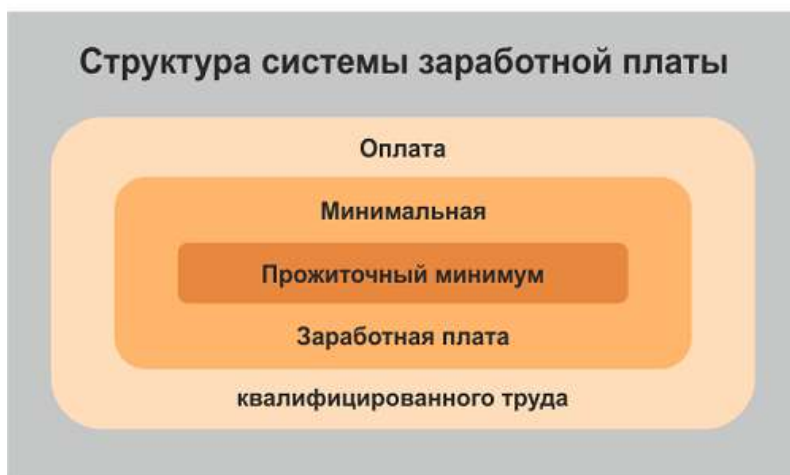 Структура системы заработной платы
Оплата
Минимальная
Прожиточный минимум
Заработная плата
квалифицированного труда